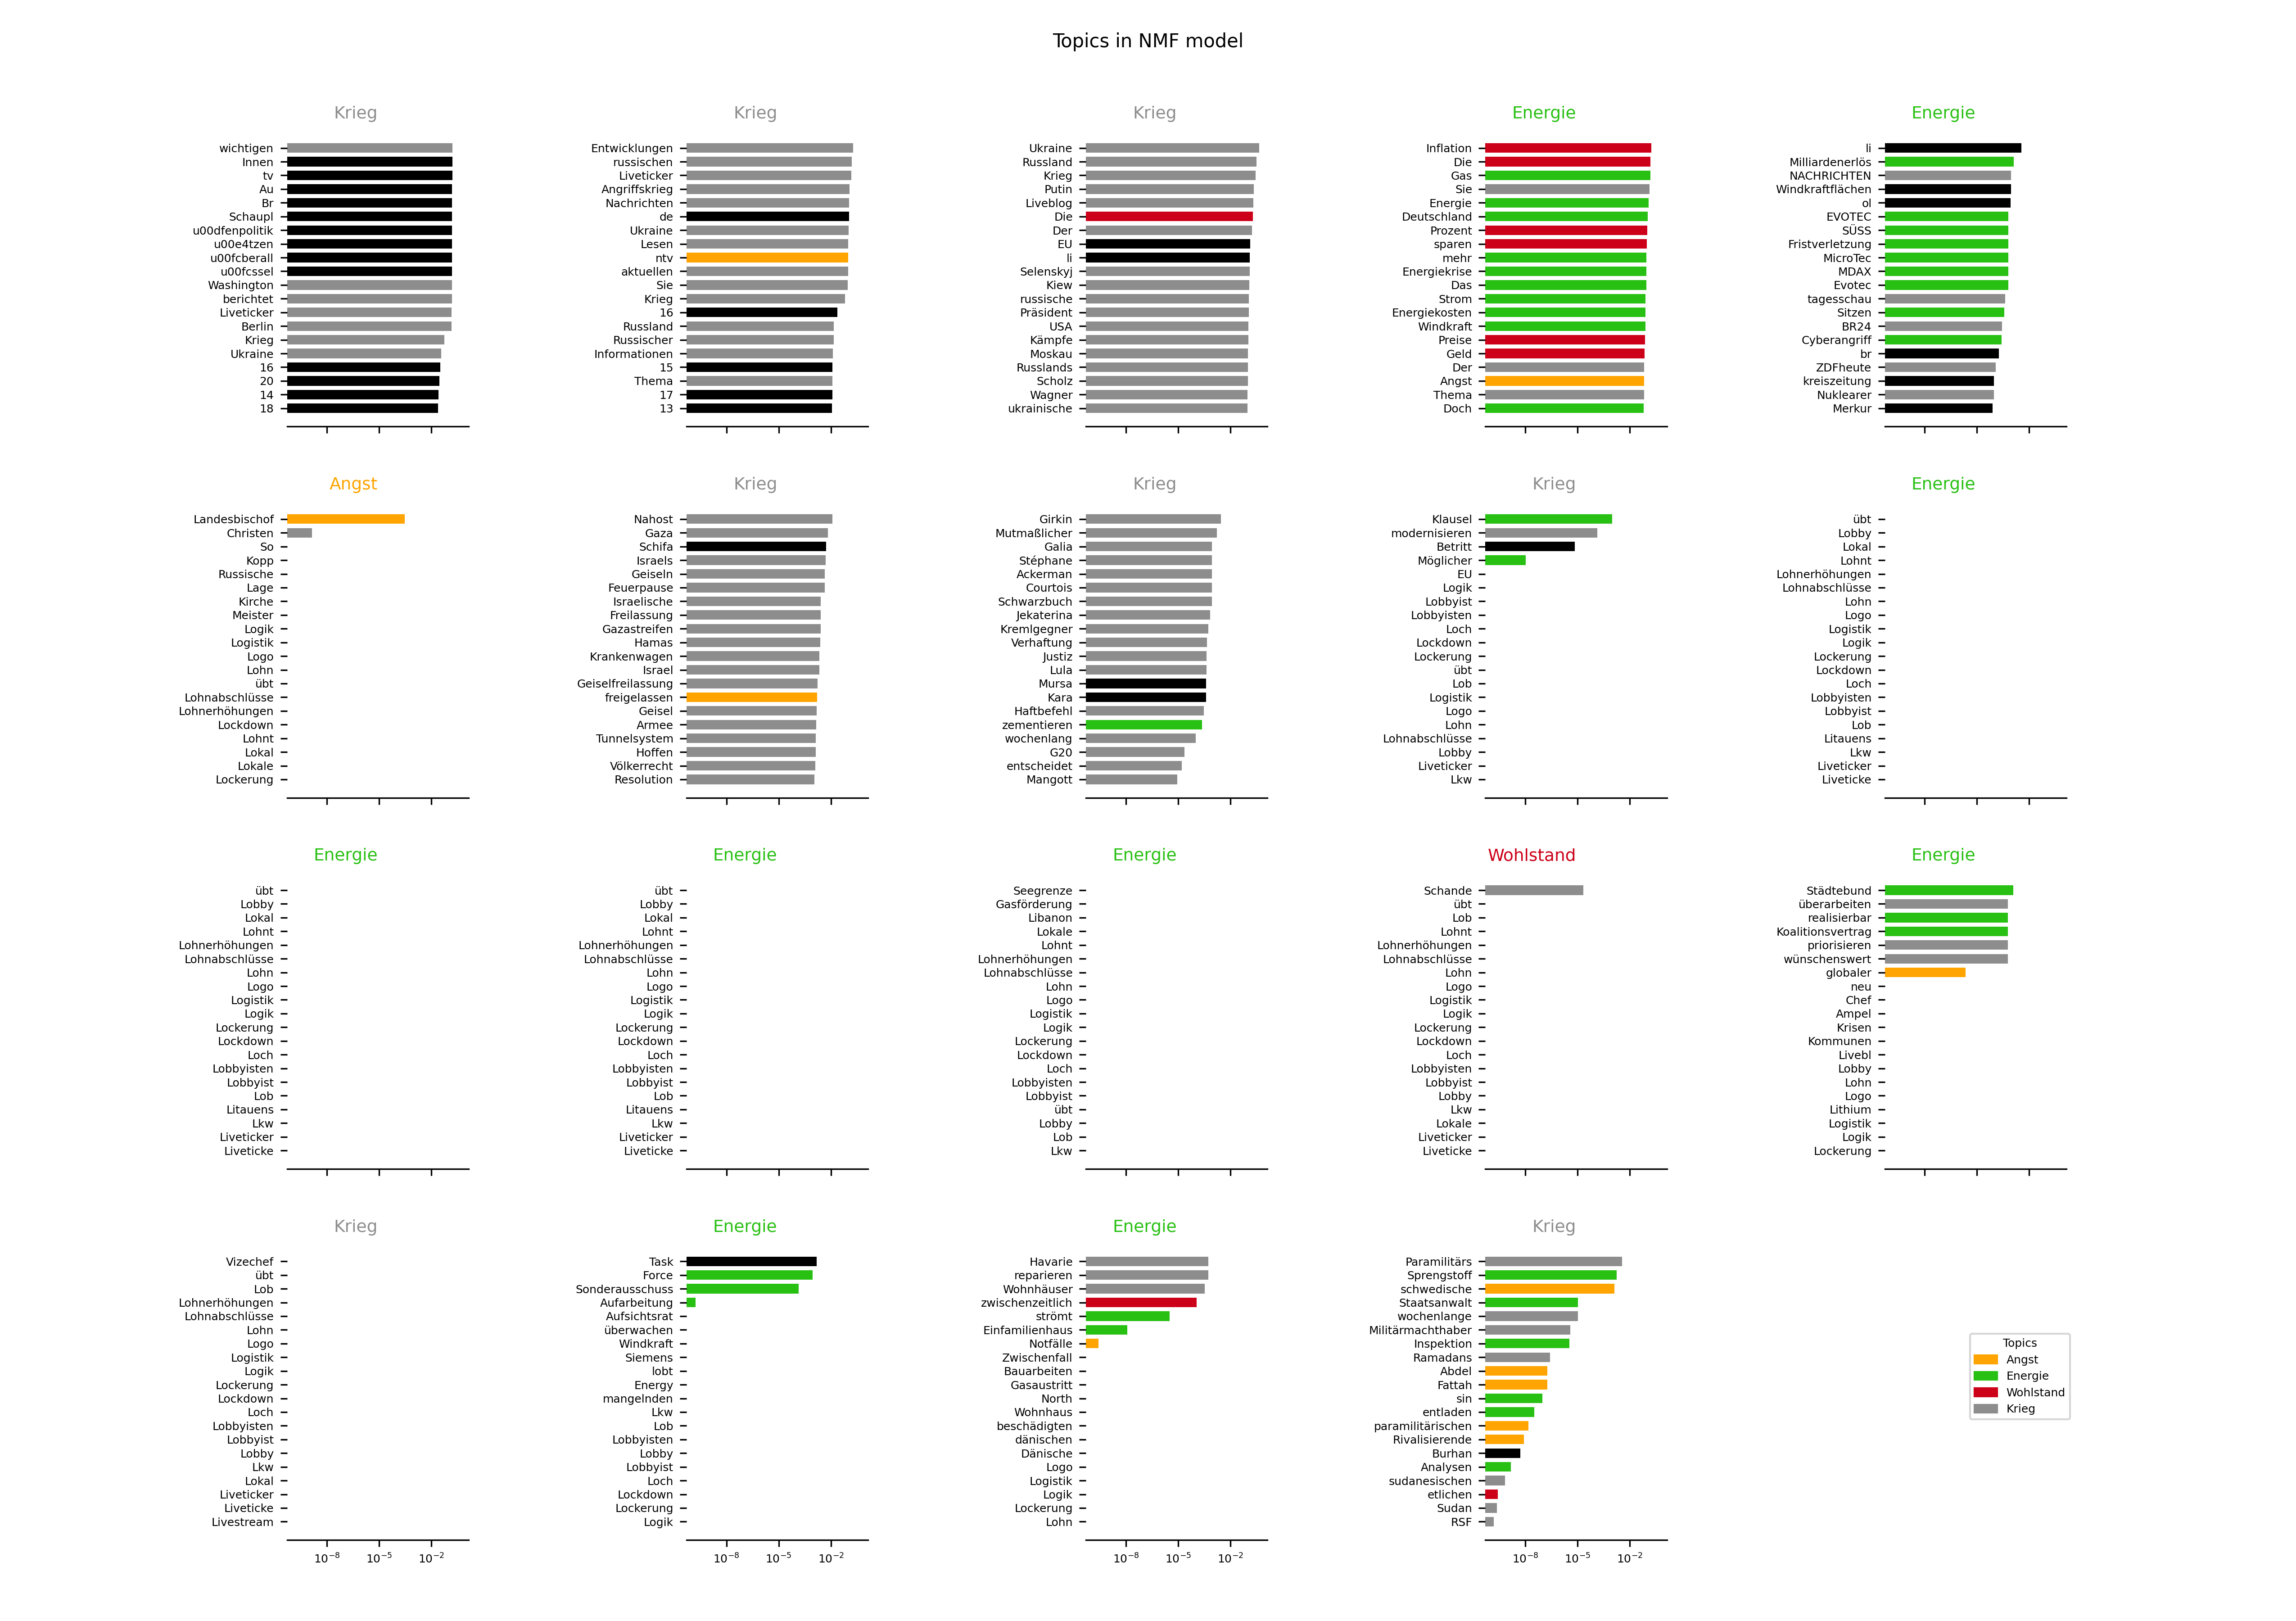 Topics in NMF model
Krieg
wichtigen
Innen
tv
Au
Br
Schaupl
u00dfenpolitik
u00e4tzen
u00fcberall
u00fcssel
Washington
berichtet
Liveticker
Berlin
Krieg
Ukraine
16
20
14
18
Krieg
Entwicklungen
russischen
Liveticker
Angriffskrieg
Nachrichten
de
Ukraine
Lesen
ntv
aktuellen
Sie
Krieg
16
Russland
Russischer
Informationen
15
Thema
17
13
Krieg
Ukraine
Russland
Krieg
Putin
Liveblog
Die
Der
EU
li
Selenskyj
Kiew
russische
Präsident
USA
Kämpfe
Moskau
Russlands
Scholz
Wagner
ukrainische
Energie
Inflation
Die
Gas
Sie
Energie
Deutschland
Prozent
sparen
mehr
Energiekrise
Das
Strom
Energiekosten
Windkraft
Preise
Geld
Der
Angst
Thema
Doch
Energie
li
Milliardenerlös
NACHRICHTEN
Windkraftflächen
ol
EVOTEC
SÜSS
Fristverletzung
MicroTec
MDAX
Evotec
tagesschau
Sitzen
BR24
Cyberangriff
br
ZDFheute
kreiszeitung
Nuklearer
Merkur
Angst
Landesbischof
Christen
So
Kopp
Russische
Lage
Kirche
Meister
Logik
Logistik
Logo
Lohn
übt
Lohnabschlüsse
Lohnerhöhungen
Lockdown
Lohnt
Lokal
Lokale
Lockerung
Krieg
Nahost
Gaza
Schifa
Israels
Geiseln
Feuerpause
Israelische
Freilassung
Gazastreifen
Hamas
Krankenwagen
Israel
Geiselfreilassung
freigelassen
Geisel
Armee
Tunnelsystem
Hoffen
Völkerrecht
Resolution
Krieg
Girkin
Mutmaßlicher
Galia
Stéphane
Ackerman
Courtois
Schwarzbuch
Jekaterina
Kremlgegner
Verhaftung
Justiz
Lula
Mursa
Kara
Haftbefehl
zementieren
wochenlang
G20
entscheidet
Mangott
Krieg
Klausel
modernisieren
Betritt
Möglicher
EU
Logik
Lobbyist
Lobbyisten
Loch
Lockdown
Lockerung
übt
Lob
Logistik
Logo
Lohn
Lohnabschlüsse
Lobby
Liveticker
Lkw
Energie
übt
Lobby
Lokal
Lohnt
Lohnerhöhungen
Lohnabschlüsse
Lohn
Logo
Logistik
Logik
Lockerung
Lockdown
Loch
Lobbyisten
Lobbyist
Lob
Litauens
Lkw
Liveticker
Liveticke
Energie
übt
Lobby
Lokal
Lohnt
Lohnerhöhungen
Lohnabschlüsse
Lohn
Logo
Logistik
Logik
Lockerung
Lockdown
Loch
Lobbyisten
Lobbyist
Lob
Litauens
Lkw
Liveticker
Liveticke
Energie
übt
Lobby
Lokal
Lohnt
Lohnerhöhungen
Lohnabschlüsse
Lohn
Logo
Logistik
Logik
Lockerung
Lockdown
Loch
Lobbyisten
Lobbyist
Lob
Litauens
Lkw
Liveticker
Liveticke
Energie
Seegrenze
Gasförderung
Libanon
Lokale
Lohnt
Lohnerhöhungen
Lohnabschlüsse
Lohn
Logo
Logistik
Logik
Lockerung
Lockdown
Loch
Lobbyisten
Lobbyist
übt
Lobby
Lob
Lkw
Wohlstand
Schande
übt
Lob
Lohnt
Lohnerhöhungen
Lohnabschlüsse
Lohn
Logo
Logistik
Logik
Lockerung
Lockdown
Loch
Lobbyisten
Lobbyist
Lobby
Lkw
Lokale
Liveticker
Liveticke
Energie
Städtebund
überarbeiten
realisierbar
Koalitionsvertrag
priorisieren
wünschenswert
globaler
neu
Chef
Ampel
Krisen
Kommunen
Livebl
Lobby
Lohn
Logo
Lithium
Logistik
Logik
Lockerung
Krieg
Vizechef
übt
Lob
Lohnerhöhungen
Lohnabschlüsse
Lohn
Logo
Logistik
Logik
Lockerung
Lockdown
Loch
Lobbyisten
Lobbyist
Lobby
Lkw
Lokal
Liveticker
Liveticke
Livestream
10⁻⁸ 10⁻⁵ 10⁻²
Energie
Task
Force
Sonderausschuss
Aufarbeitung
Aufsichtsrat
überwachen
Windkraft
Siemens
lobt
Energy
mangelnden
Lkw
Lob
Lobbyisten
Lobby
Lobbyist
Loch
Lockdown
Lockerung
Logik
10⁻⁸ 10⁻⁵ 10⁻²
Energie
Havarie
reparieren
Wohnhäuser
zwischenzeitlich
strömt
Einfamilienhaus
Notfälle
Zwischenfall
Bauarbeiten
Gasaustritt
North
Wohnhaus
beschädigten
dänischen
Dänische
Logo
Logistik
Logik
Lockerung
Lohn
10⁻⁸ 10⁻⁵ 10⁻²
Krieg
Paramilitärs
Sprengstoff
schwedische
Staatsanwalt
wochenlange
Militärmachthaber
Inspektion
Ramadans
Abdel
Fattah
sin
entladen
paramilitärischen
Rivalisierende
Burhan
Analysen
sudanesischen
etlichen
Sudan
RSF
10⁻⁸ 10⁻⁵ 10⁻²
Topics
Angst
Energie
Wohlstand
Krieg